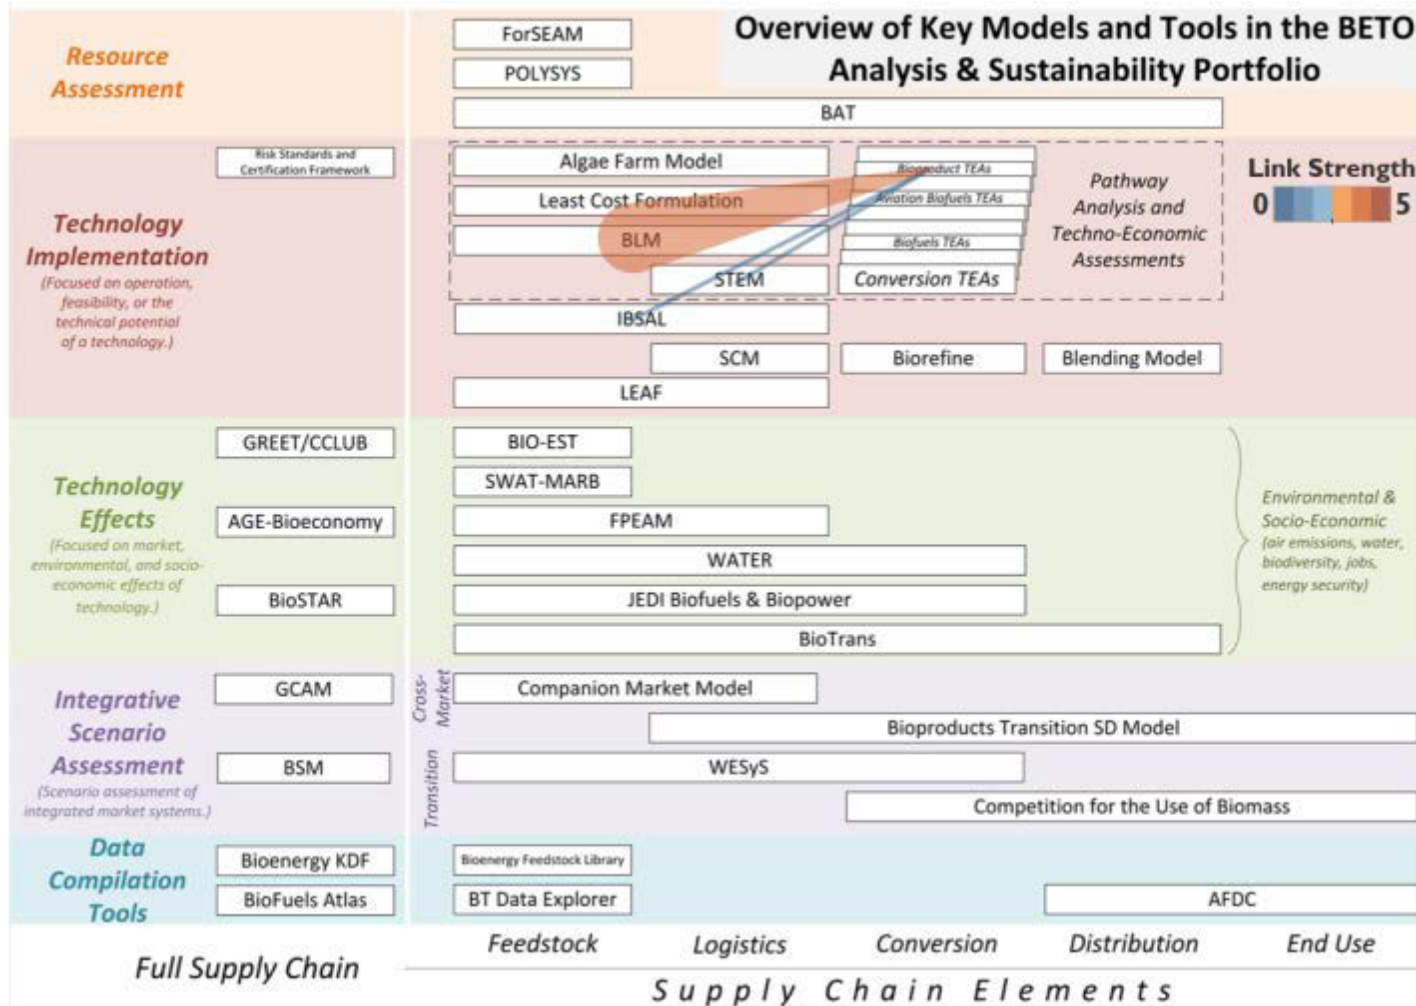 Overview of Key Models and Tools in the BETO
Analysis & Sustainability Portfolio
Resource
Assessment
ForSEAM
POLYSYS
BAT
Technology
Implementation
(Focused on operation,
feasibility, or the
technical potential
of a technology.)
Risk Standards and
Certification Framework
Algae Farm Model
Least Cost Formulation
BLM
STEM
IBSAL
SCM
LEAF
Bioproduct TEAs
Aviation Biofuels TEAs
Biofuels TEAs
Conversion TEAs
Biorefine
Pathway
Analysis and
Techno-Economic
Assessments
Blending Model
Link Strength
0 5
Technology
Effects
(Focused on market,
environmental, and socio-
economic effects of
technology.)
GREET/CCLUB
AGE-Bioeconomy
BioSTAR
BIO-EST
SWAT-MARB
FPEAM
WATER
JEDI Biofuels & Biopower
BioTrans
Environmental &
Socio-Economic
(air emissions, water,
biodiversity, jobs,
energy security)
Integrative
Scenario
Assessment
(Scenario assessment of
integrated market systems.)
GCAM
BSM
Cross-
Market
Transition
Companion Market Model
Bioproducts Transition SD Model
WESyS
Competition for the Use of Biomass
Data
Compilation
Tools
Bioenergy KDF
BioFuels Atlas
Bioenergy Feedstock Library
BT Data Explorer
AFDC
Full Supply Chain
Feedstock
Logistics
Conversion
Distribution
End Use
Supply Chain Elements